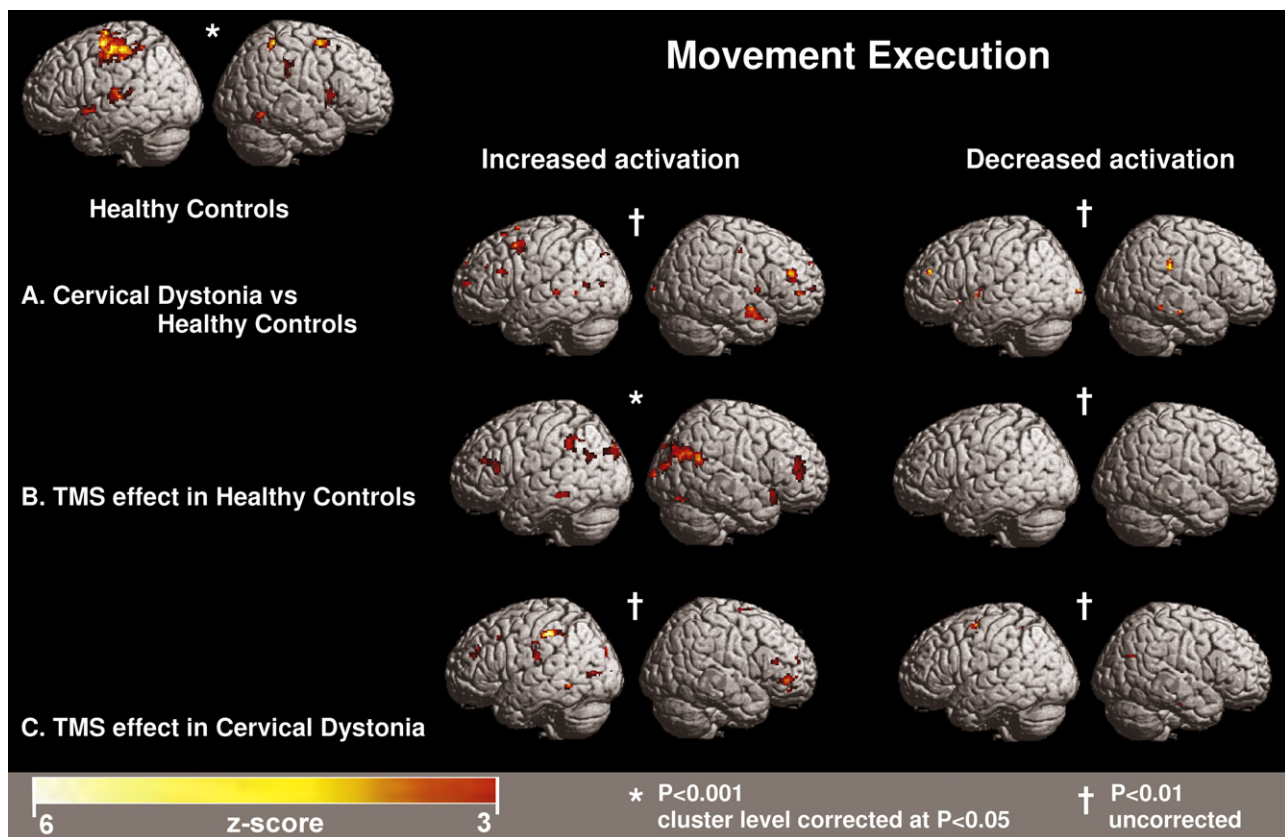 *
Movement Execution
Increased activation
Decreased activation
Healthy Controls
†
†
A. Cervical Dystonia vs
Healthy Controls
*
†
B. TMS effect in Healthy Controls
†
†
C. TMS effect in Cervical Dystonia
6 z-score 3
* P<0.001
cluster level corrected at P<0.05
† P<0.01
uncorrected